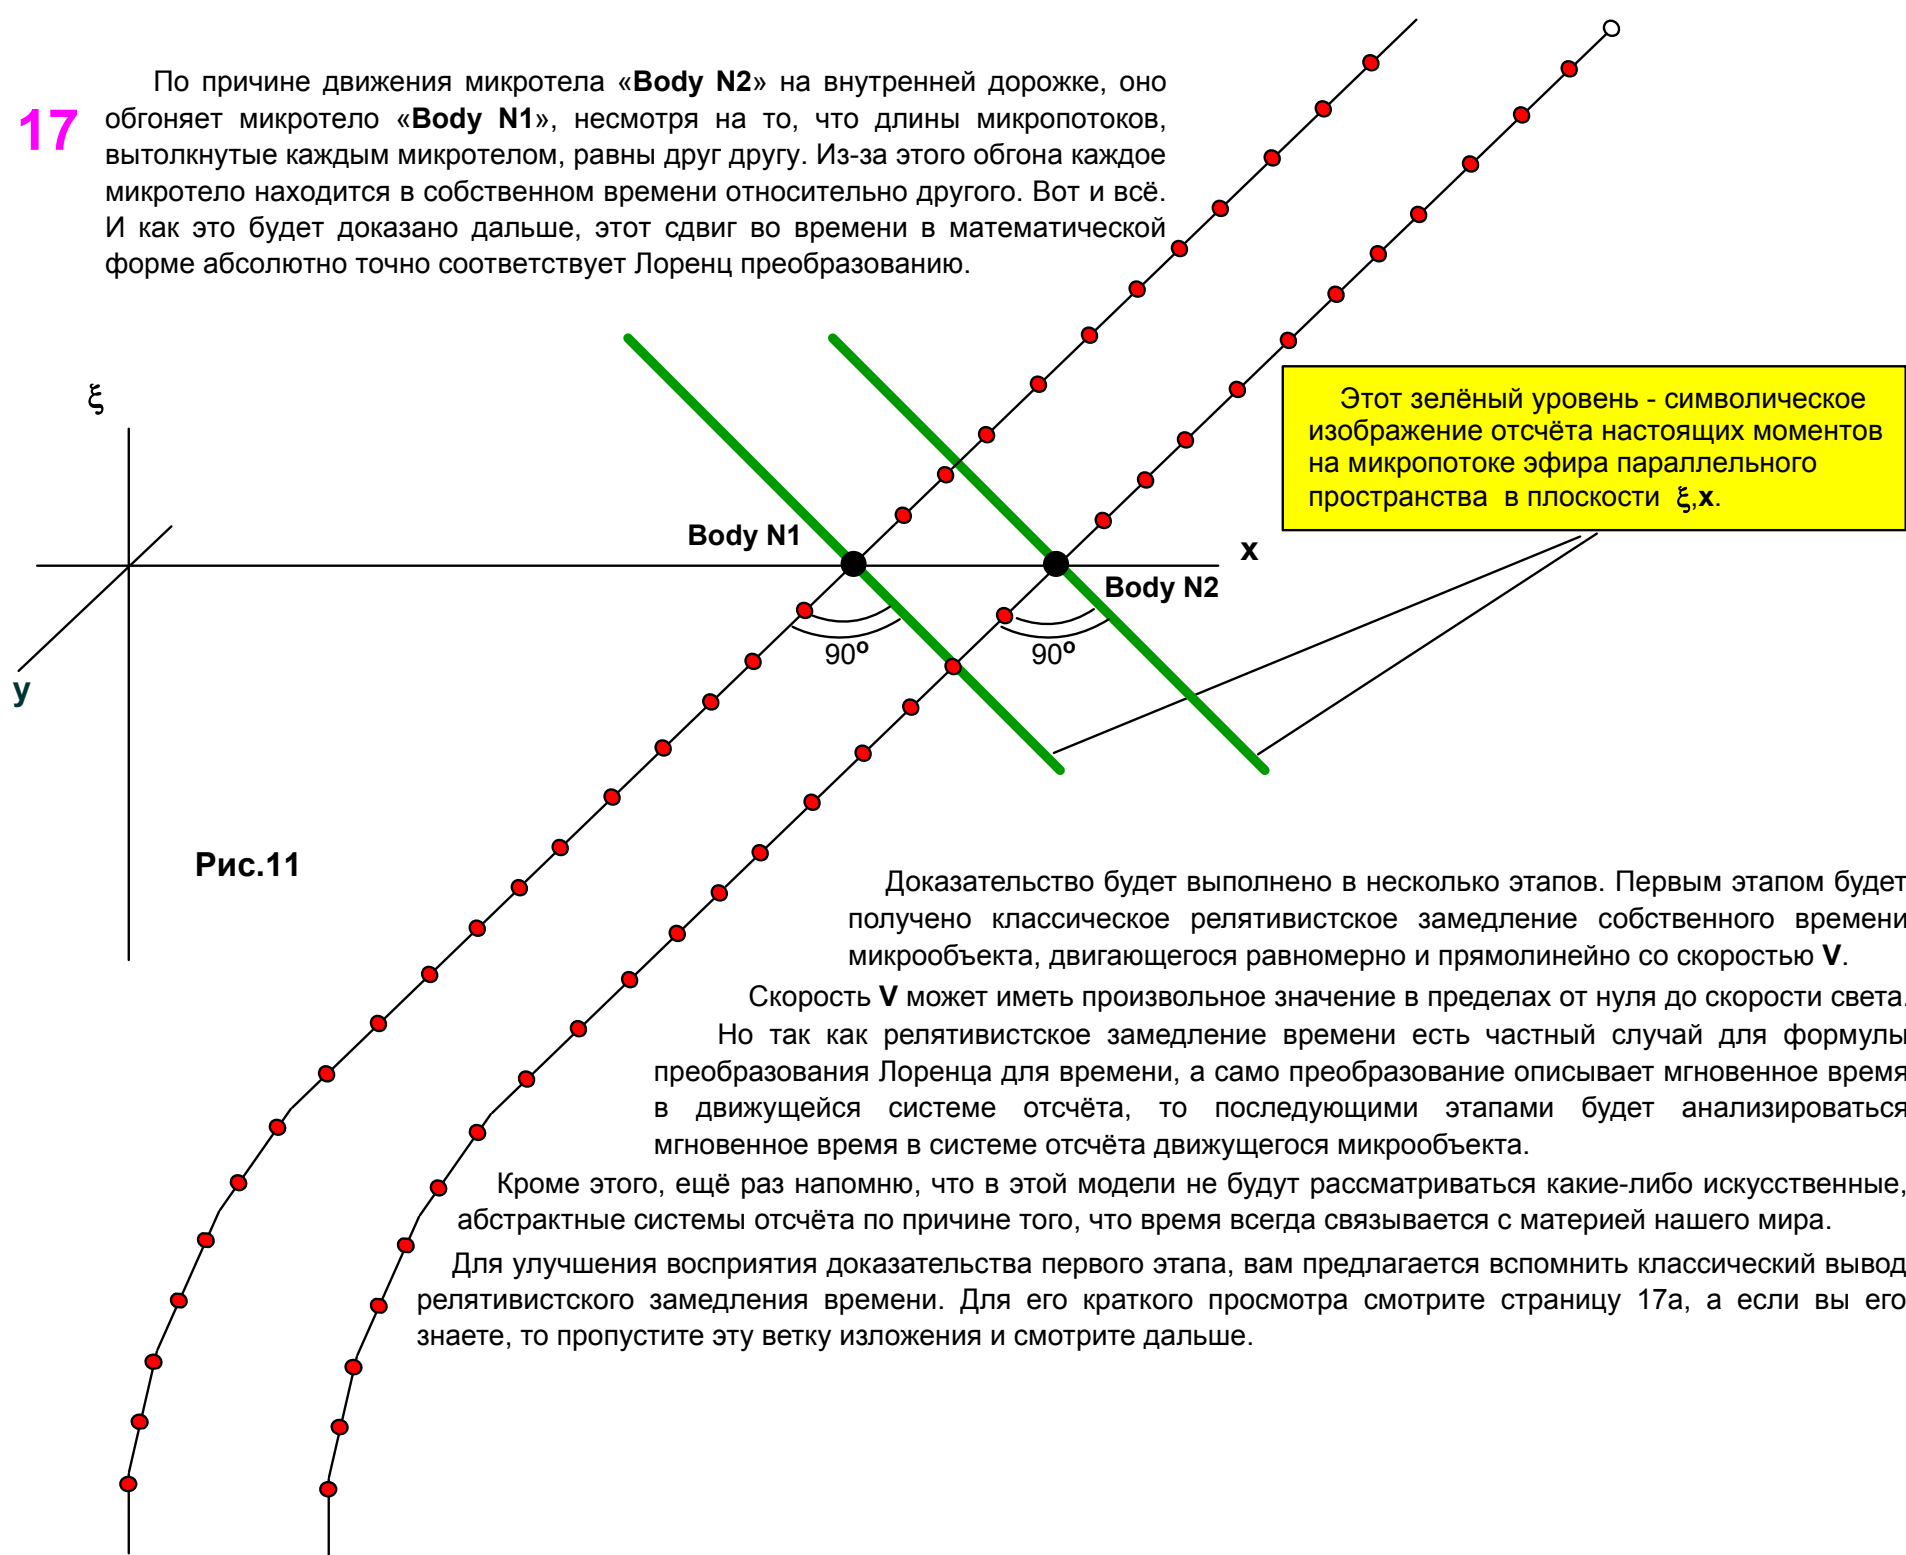 По причине движения микротела «Body N2» на внутренней дорожке, оно
17
обгоняет микротело «Body N1», несмотря на то, что длины микропотоков,
вытолкнутые каждым микротелом, равны друг другу. Из-за этого обгона каждое
микротело находится в собственном времени относительно другого. Вот и всё.
И как это будет доказано дальше, этот сдвиг во времени в математической
форме абсолютно точно соответствует Лоренц преобразованию.
ξ
Этот зелёный уровень - символическое
изображение отсчёта настоящих моментов
на микропотоке эфира параллельного
пространства в плоскости ξ,x.
Body N1
x
Body N2
90º
90º
y
Рис.11
Доказательство будет выполнено в несколько этапов. Первым этапом будет
получено классическое релятивистское замедление собственного времени
микрообъекта, двигающегося равномерно и прямолинейно со скоростью V.
Скорость V может иметь произвольное значение в пределах от нуля до скорости света.
Но так как релятивистское замедление времени есть частный случай для формулы
преобразования Лоренца для времени, а само преобразование описывает мгновенное время
в движущейся системе отсчёта, то последующими этапами будет анализироваться
мгновенное время в системе отсчёта движущегося микрообъекта.
Кроме этого, ещё раз напомню, что в этой модели не будут рассматриваться какие-либо искусственные,
абстрактные системы отсчёта по причине того, что время всегда связывается с материей нашего мира.
Для улучшения восприятия доказательства первого этапа, вам предлагается вспомнить классический вывод
релятивистского замедления времени. Для его краткого просмотра смотрите страницу 17а, а если вы его
знаете, то пропустите эту ветку изложения и смотрите дальше.